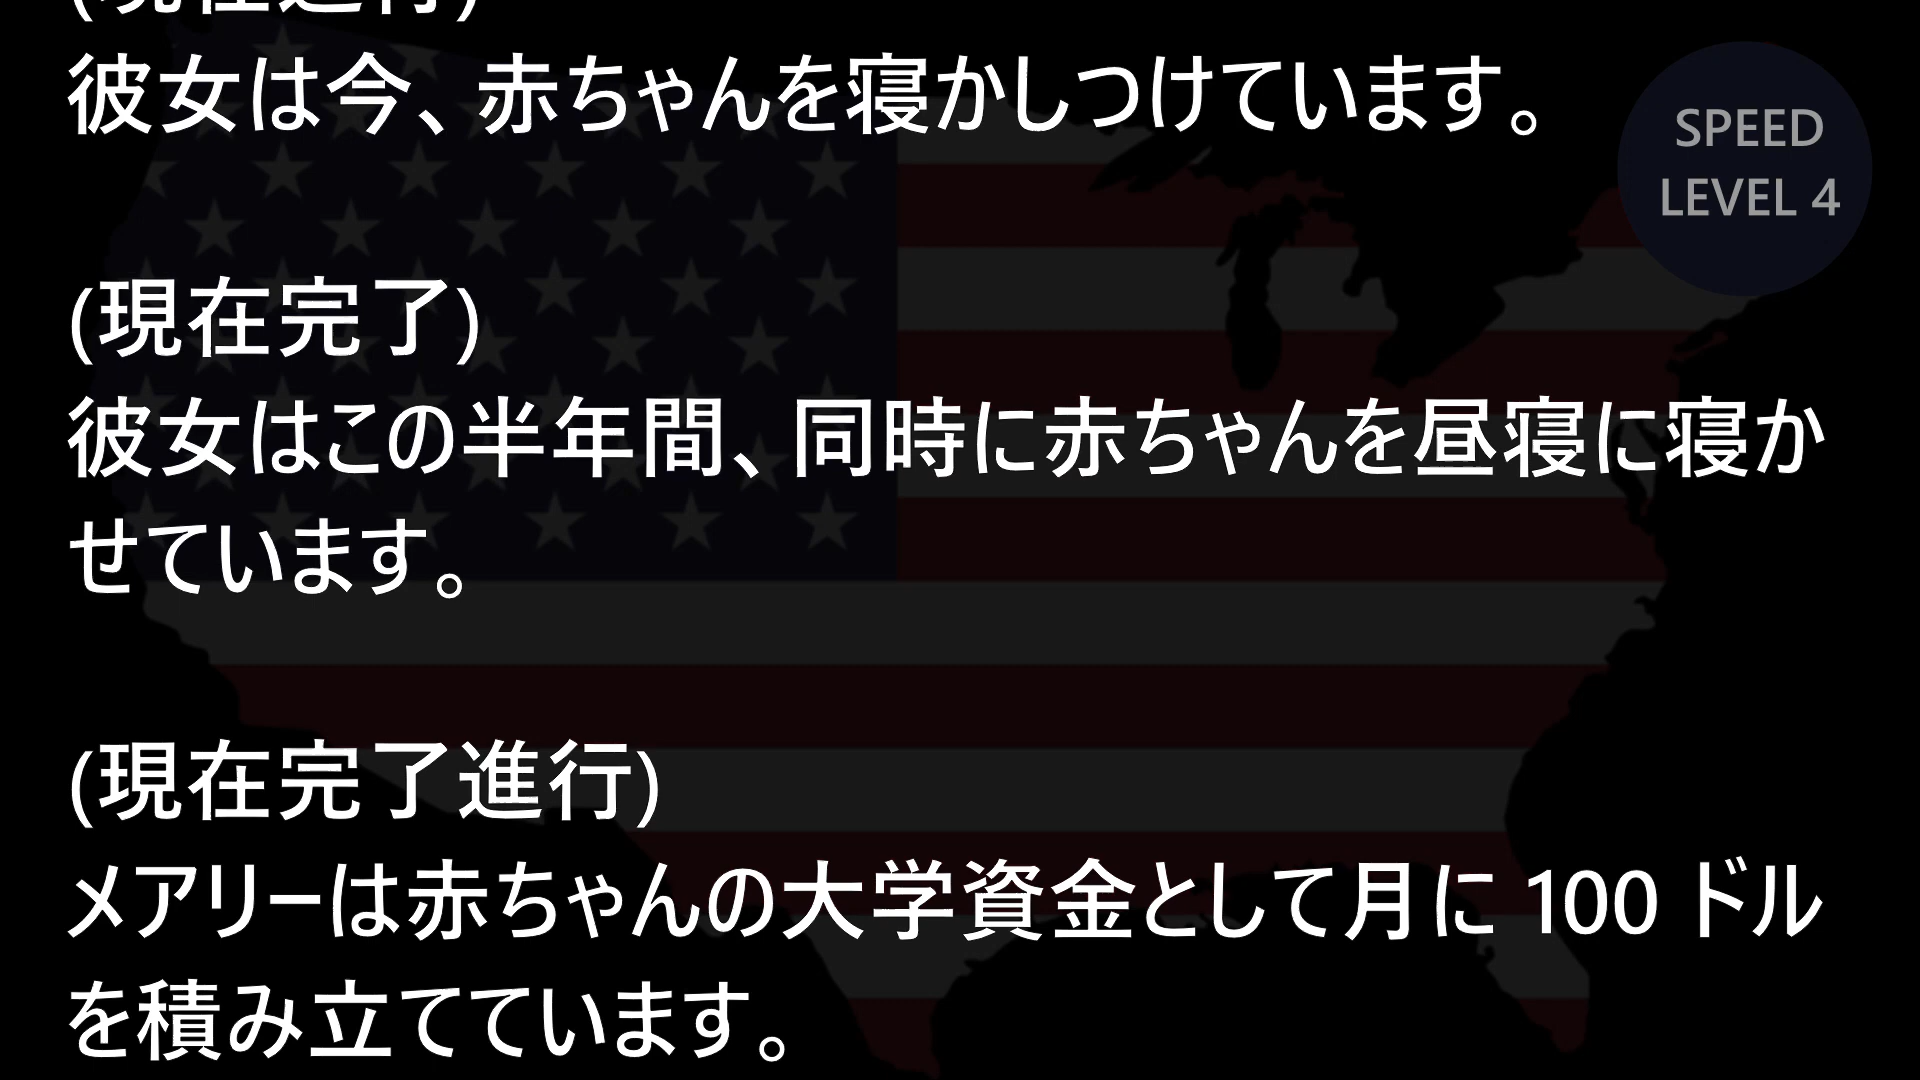 (現在進行)
彼女は今、赤ちゃんを寝かしつけています。
SPEED
LEVEL 4
(現在完了)
彼女はこの半年間、同時に赤ちゃんを昼寝に寝か
せています。
(現在完了進行)
メアリーは赤ちゃんの大学資金として月に 100 ドル
を積み立てています。